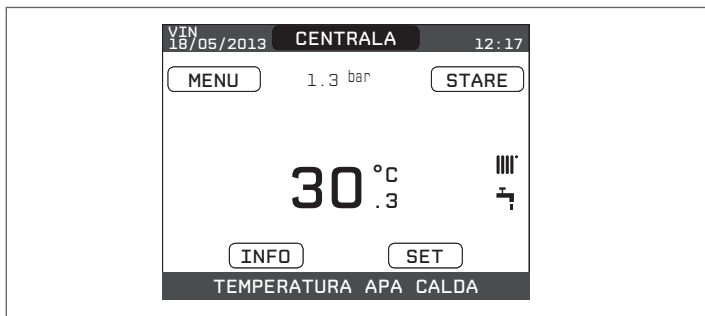 VIN
18/05/2013 CENTRALA 12:17
MENU 1.3 bar STARE
30.3 °C
INFO SET
TEMPERATURA APA CALDA